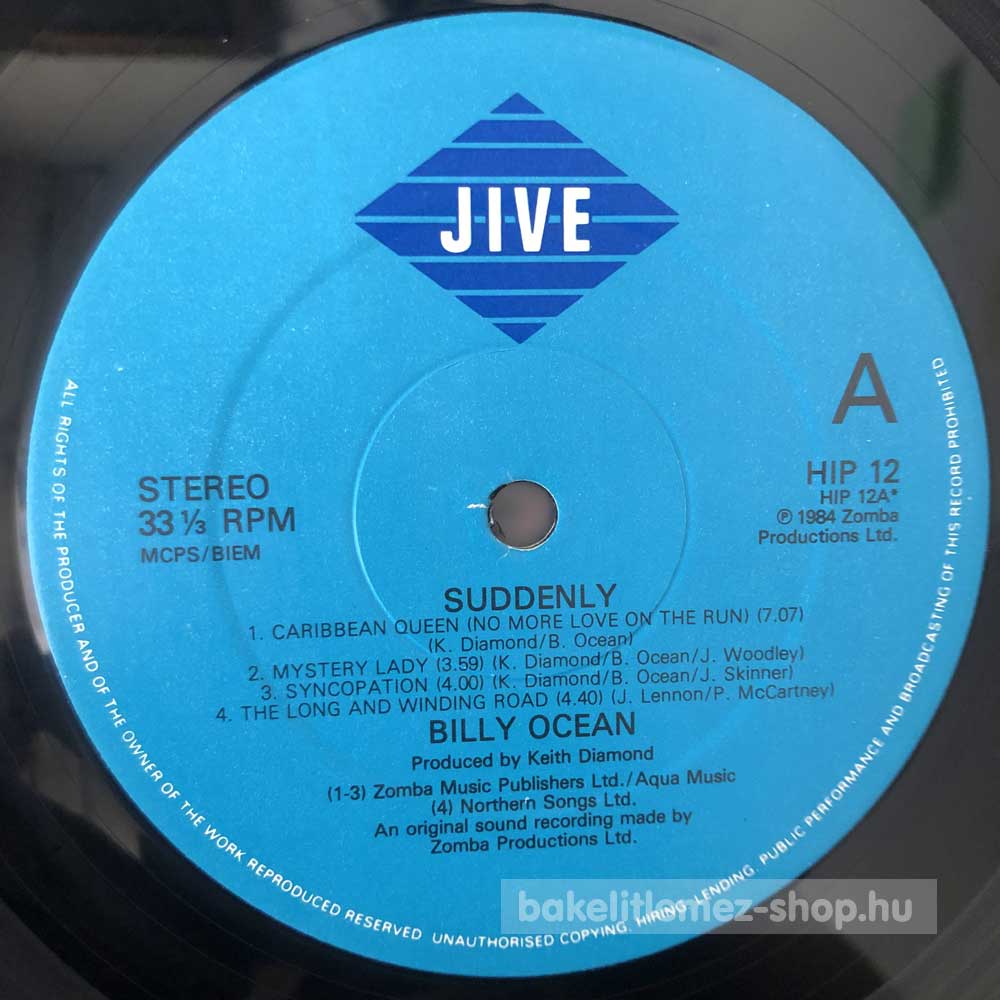 JIVE
A
STEREO
33 ⅓ RPM
MCPS/BIEM
HIP 12
HIP 12A*
℗ 1984 Zomba
Productions Ltd.
SUDDENLY
1. CARIBBEAN QUEEN (NO MORE LOVE ON THE RUN) (7.07)
(K. Diamond/B. Ocean)
2. MYSTERY LADY (3.59) (K. Diamond/B. Ocean/J. Woodley)
3. SYNCOPATION (4.00) (K. Diamond/B. Ocean/J. Skinner)
4. THE LONG AND WINDING ROAD (4.40) (J. Lennon/P. McCartney)
BILLY OCEAN
Produced by Keith Diamond
(1-3) Zomba Music Publishers Ltd./Aqua Music
(4) Northern Songs Ltd.
An original sound recording made by
Zomba Productions Ltd.
ALL RIGHTS OF THE PRODUCER AND OF THE OWNER OF THE WORK REPRODUCED RESERVED UNAUTHORISED COPYING, HIRING, LENDING, PUBLIC PERFORMANCE AND BROADCASTING OF THIS RECORD PROHIBITED
bakelitlemez-shop.hu